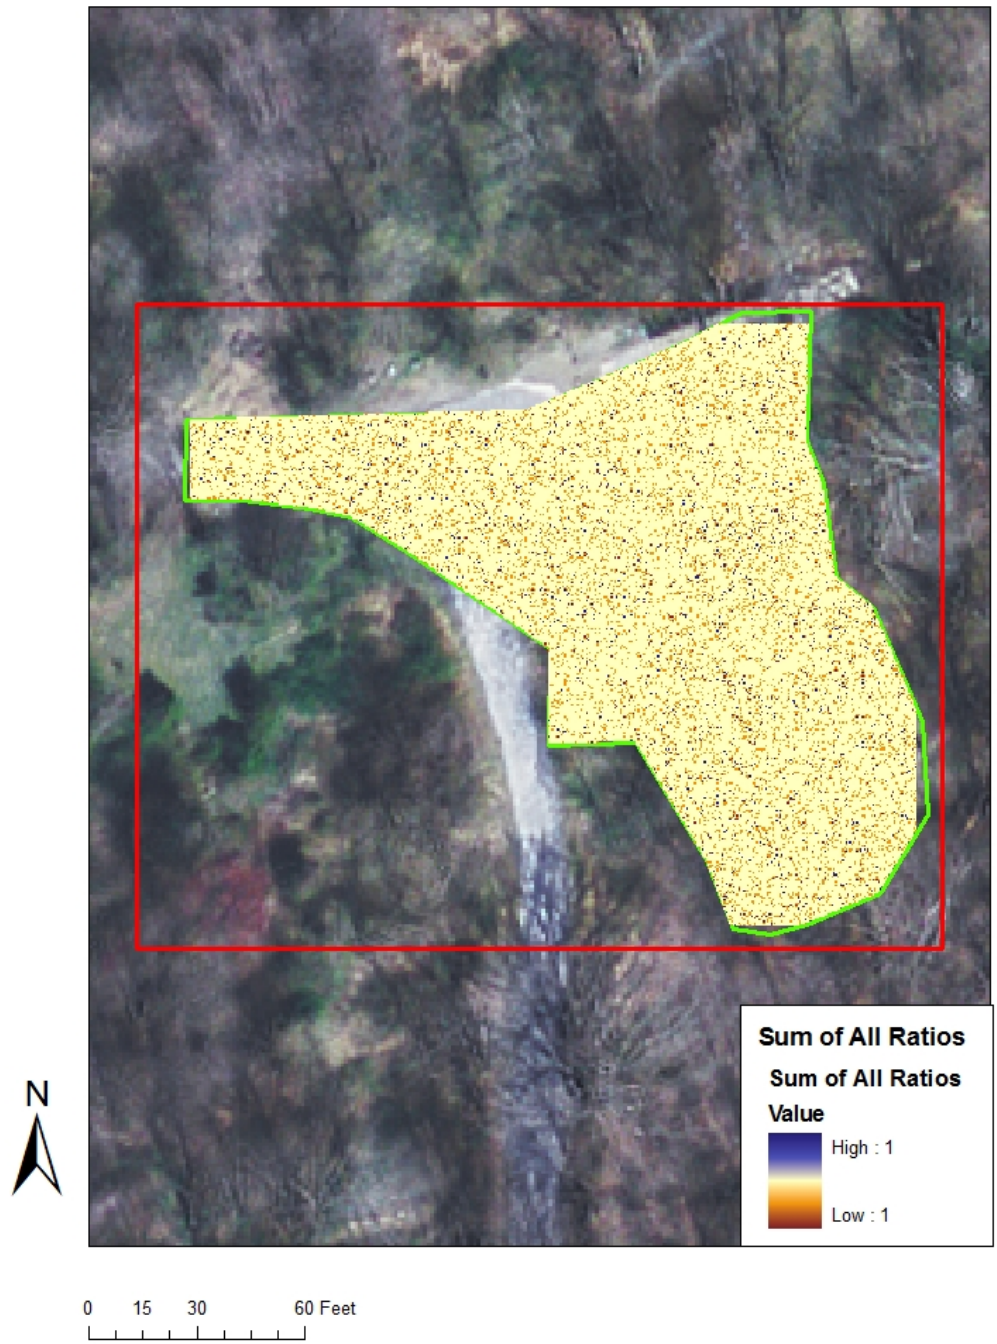 Sum of All Ratios
Sum of All Ratios
Value
High : 1
Low : 1
N
0 15 30 60 Feet